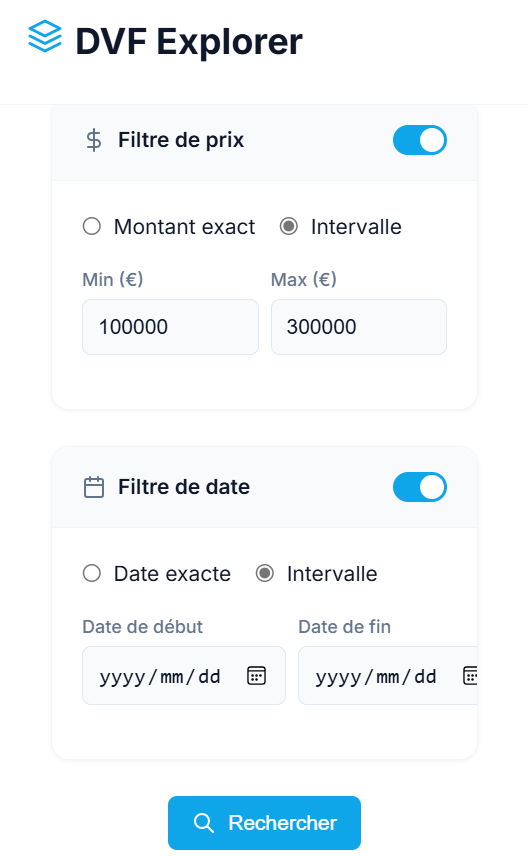 DVF Explorer
Filtre de prix
Montant exact Intervalle
Min (€) Max (€)
100000 300000
Filtre de date
Date exacte Intervalle
Date de début Date de fin
yyyy/mm/dd yyyy/mm/dd
Rechercher